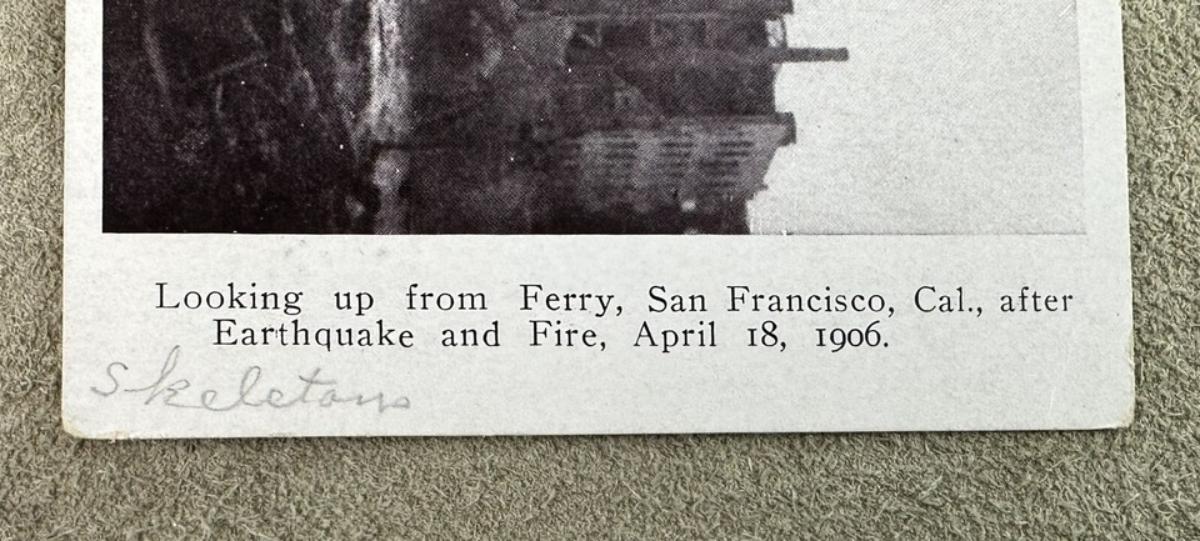 Looking up from Ferry, San Francisco, Cal., after
Earthquake and Fire, April 18, 1906.
Skeletons